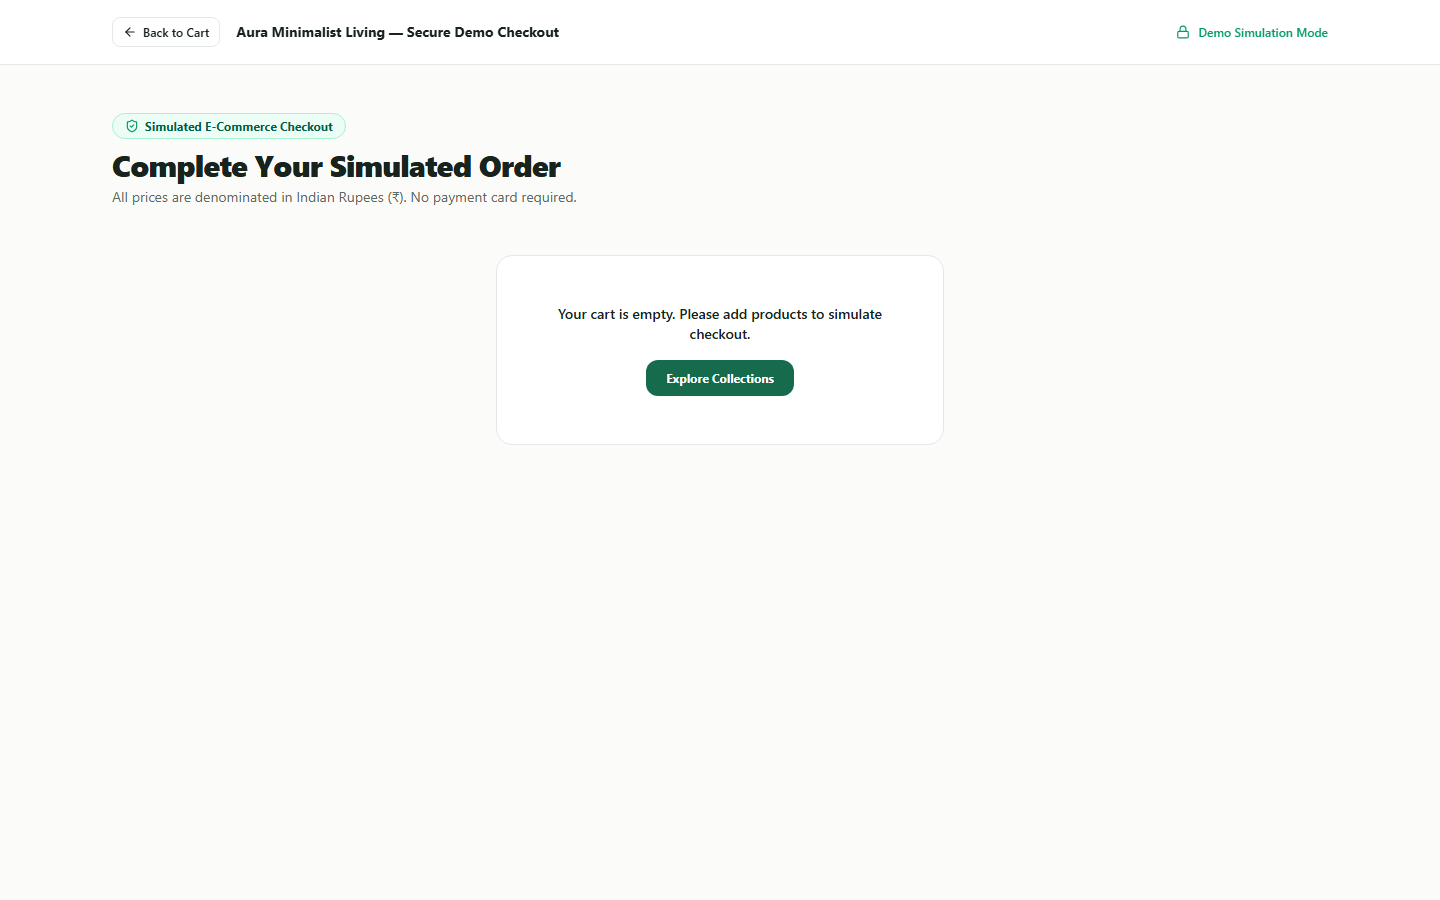 Back to Cart
Aura Minimalist Living — Secure Demo Checkout
Demo Simulation Mode
Simulated E-Commerce Checkout
Complete Your Simulated Order
All prices are denominated in Indian Rupees (₹). No payment card required.
Your cart is empty. Please add products to simulate
checkout.
Explore Collections